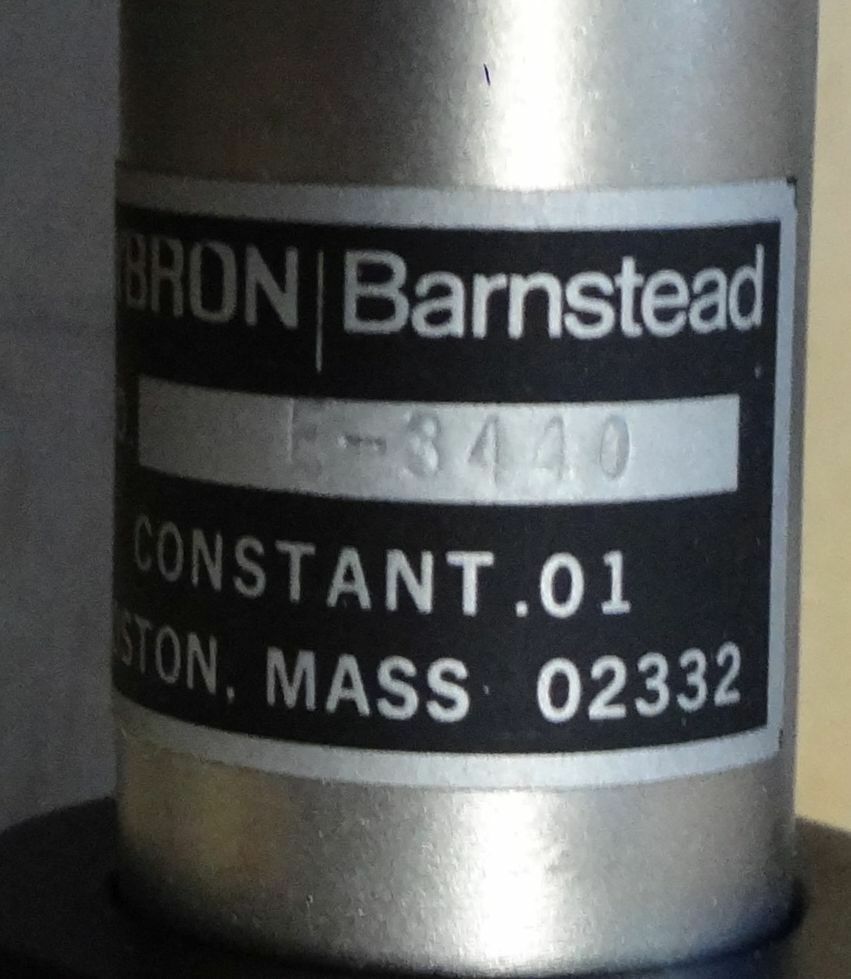 BRON | Barnstead
E-3440
CONSTANT .01
STON, MASS 02332